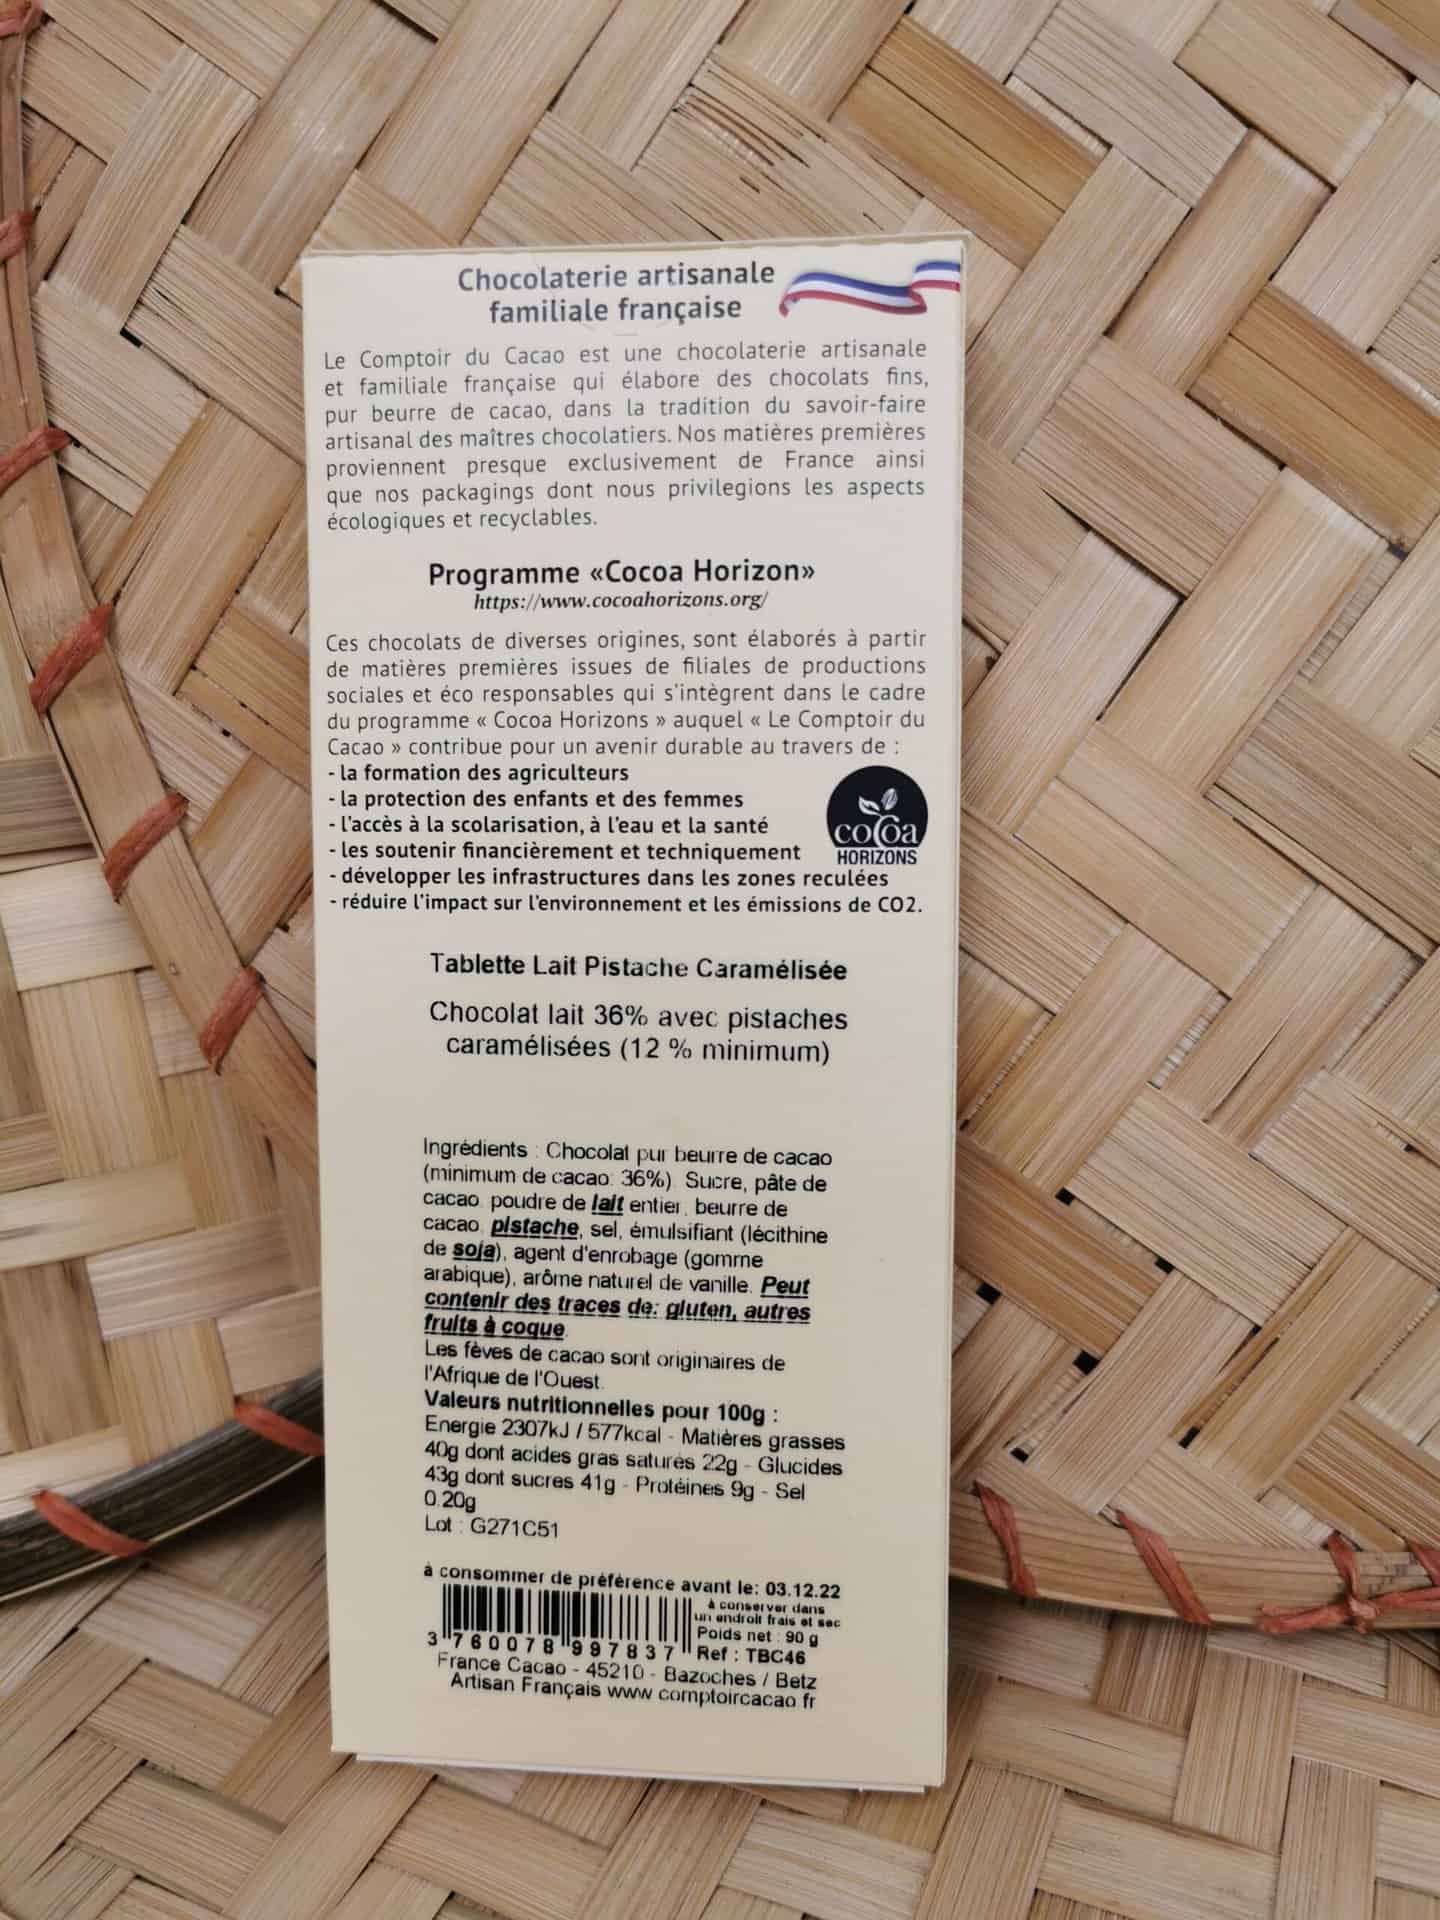 Chocolaterie artisanale
familiale française
Le Comptoir du Cacao est une chocolaterie artisanale
et familiale française qui élabore des chocolats fins,
pur beurre de cacao, dans la tradition du savoir-faire
artisanal des maîtres chocolatiers. Nos matières premières
proviennent presque exclusivement de France ainsi
que nos packagings dont nous privilegions les aspects
écologiques et recyclables.
Programme «Cocoa Horizon»
https://www.cocoahorizons.org/
Ces chocolats de diverses origines, sont élaborés à partir
de matières premières issues de filiales de productions
sociales et éco responsables qui s'intègrent dans le cadre
du programme « Cocoa Horizons » auquel « Le Comptoir du
Cacao » contribue pour un avenir durable au travers de :
- la formation des agriculteurs
- la protection des enfants et des femmes
- l'accès à la scolarisation, à l'eau et la santé
- les soutenir financièrement et techniquement
- développer les infrastructures dans les zones reculées
- réduire l'impact sur l'environnement et les émissions de CO2.
cocoa
HORIZONS
Tablette Lait Pistache Caramélisée
Chocolat lait 36% avec pistaches
caramélisées (12 % minimum)
Ingrédients : Chocolat pur beurre de cacao
(minimum de cacao: 36%). Sucre, pâte de
cacao, poudre de lait entier, beurre de
cacao, pistache, sel, émulsifiant (lécithine
de soja), agent d'enrobage (gomme
arabique), arôme naturel de vanille. Peut
contenir des traces de: gluten, autres
fruits à coque.
Les fèves de cacao sont originaires de
l'Afrique de l'Ouest.
Valeurs nutritionnelles pour 100g :
Energie 2307kJ / 577kcal - Matières grasses
40g dont acides gras saturés 22g - Glucides
43g dont sucres 41g - Protéines 9g - Sel
0.20g
Lot : G271C51
à consommer de préférence avant le: 03.12.22
à conserver dans
un endroit frais et sec
Poids net : 90 g
3 760078 997837 Ref : TBC46
France Cacao - 45210 - Bazoches / Betz
Artisan Français www comptoircacao fr